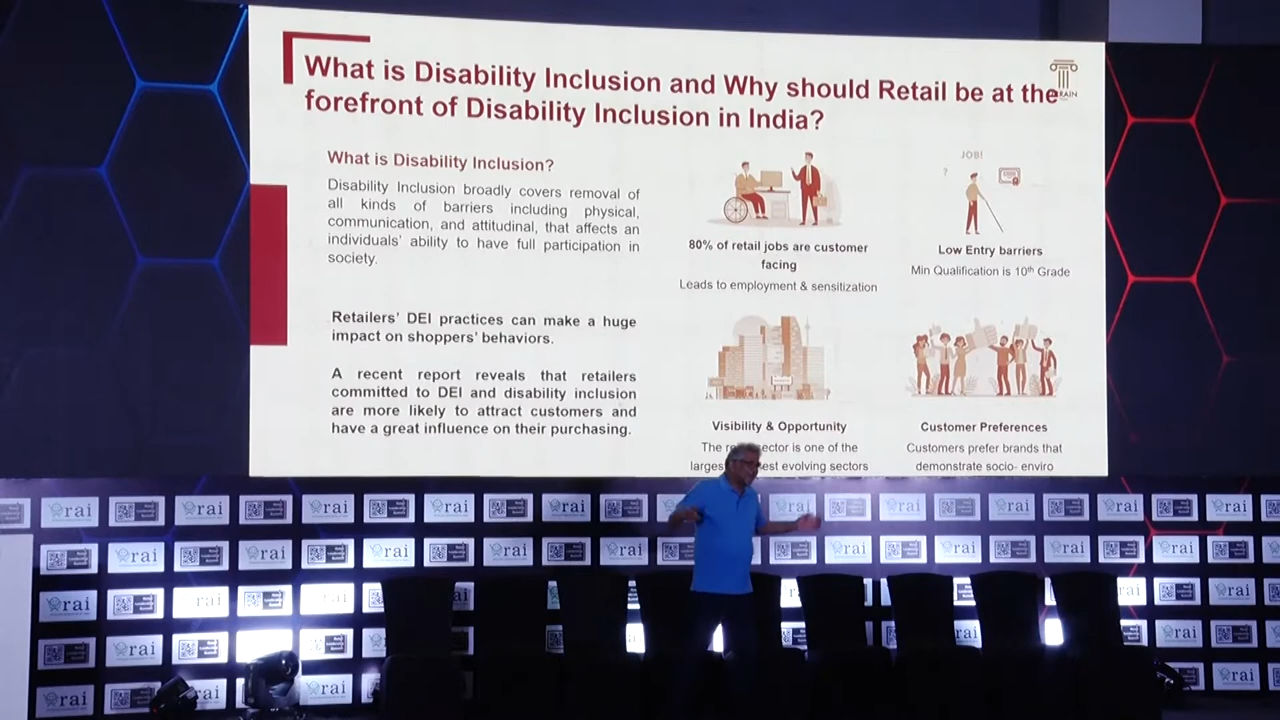 What is Disability Inclusion and Why should Retail be at the
forefront of Disability Inclusion in India?
What is Disability Inclusion?
Disability Inclusion broadly covers removal of
all kinds of barriers including physical,
communication, and attitudinal, that affects an
individuals' ability to have full participation in
society.
Retailers' DEI practices can make a huge
impact on shoppers' behaviors.
A recent report reveals that retailers
committed to DEI and disability inclusion
are more likely to attract customers and
have a great influence on their purchasing.
80% of retail jobs are customer
facing
Leads to employment & sensitization
JOB!
?
Low Entry barriers
Min Qualification is 10th Grade
Visibility & Opportunity
The sector is one of the
evolving sectors
Customer Preferences
Customers prefer brands that
demonstrate socio- enviro
rai